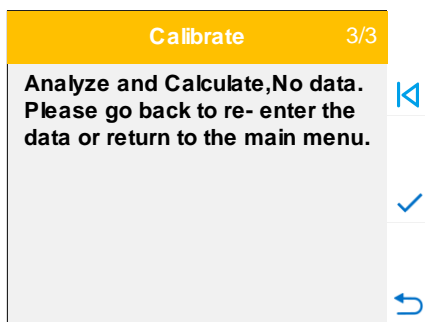 Calibrate 3/3
Analyze and Calculate,No data.
Please go back to re- enter the
data or return to the main menu.